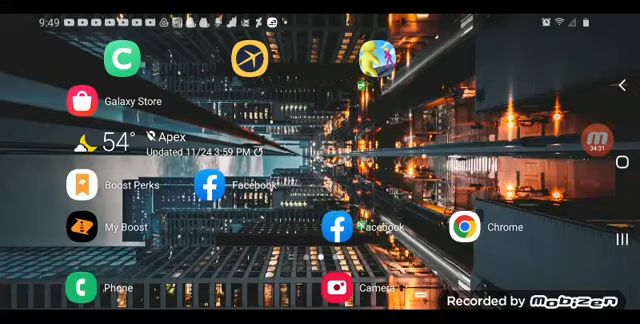 9:49
C
Galaxy Store
54°
Apex
Updated 11/24 3:59 PM
Boost Perks
Facebook
My Boost
Facebook
Chrome
Phone
Camera
M
34:31
Recorded by Mobizen